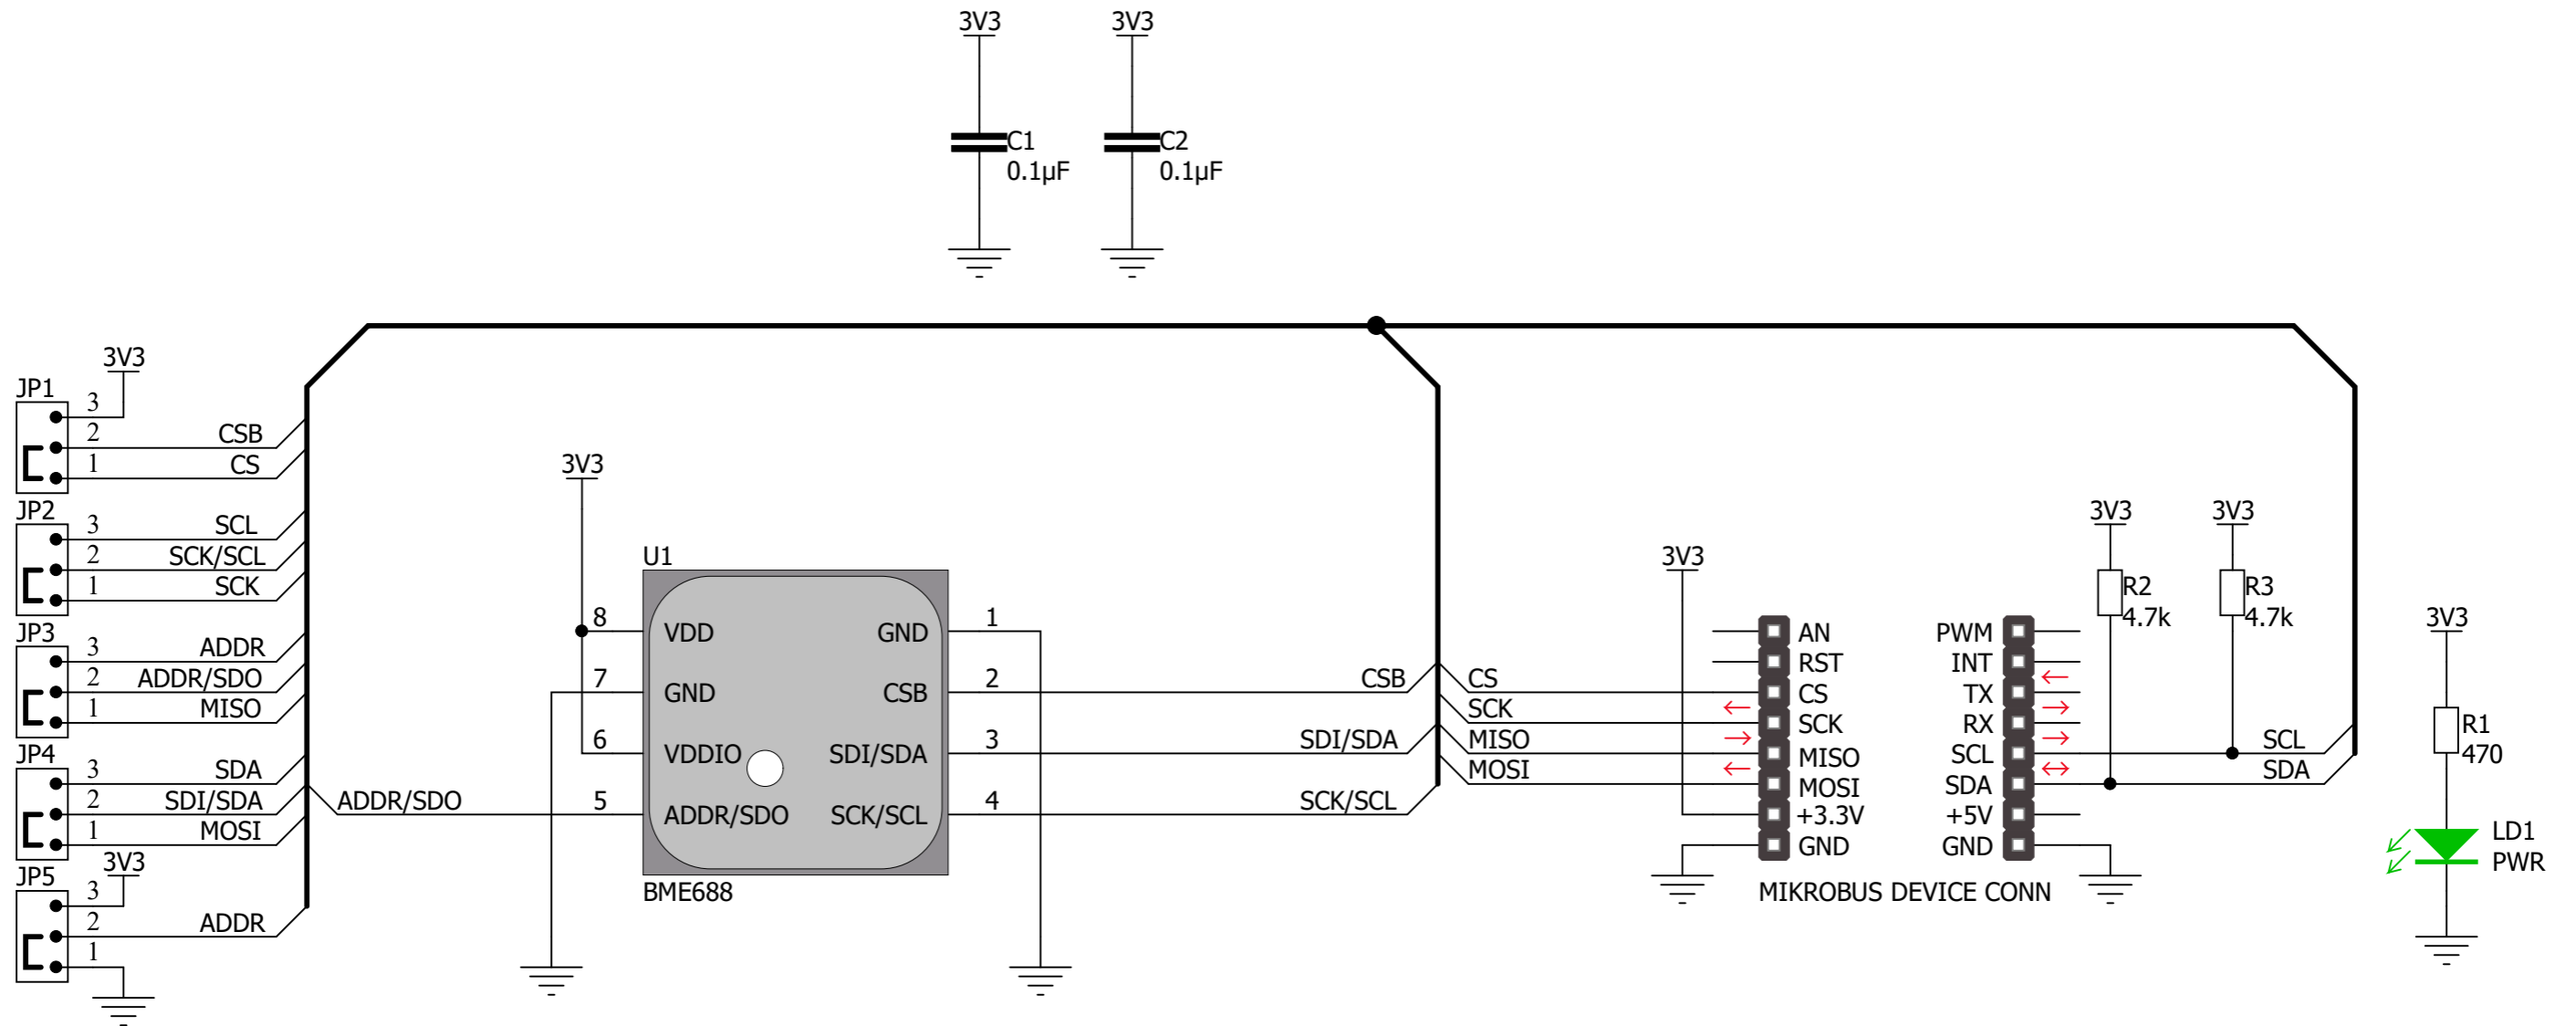 3V3
3V3
C1
0.1µF
C2
0.1µF
3V3
JP1
3
2
CSB
1
CS
JP2
3
SCL
2
SCK/SCL
1
SCK
JP3
3
ADDR
2
ADDR/SDO
1
MISO
JP4
3
SDA
2
SDI/SDA
1
MOSI
JP5
3V3
3
2
ADDR
1
ADDR/SDO
3V3
U1
8
VDD
7
GND
6
VDDIO
5
ADDR/SDO
GND
1
CSB
2
SDI/SDA
3
SCK/SCL
4
BME688
CSB
SDI/SDA
SCK/SCL
CS
SCK
MISO
MOSI
3V3
AN
RST
CS
SCK
MISO
MOSI
+3.3V
GND
PWM
INT
TX
RX
SCL
SDA
+5V
GND
MIKROBUS DEVICE CONN
3V3
R2
4.7k
3V3
R3
4.7k
SCL
SDA
3V3
R1
470
LD1
PWR